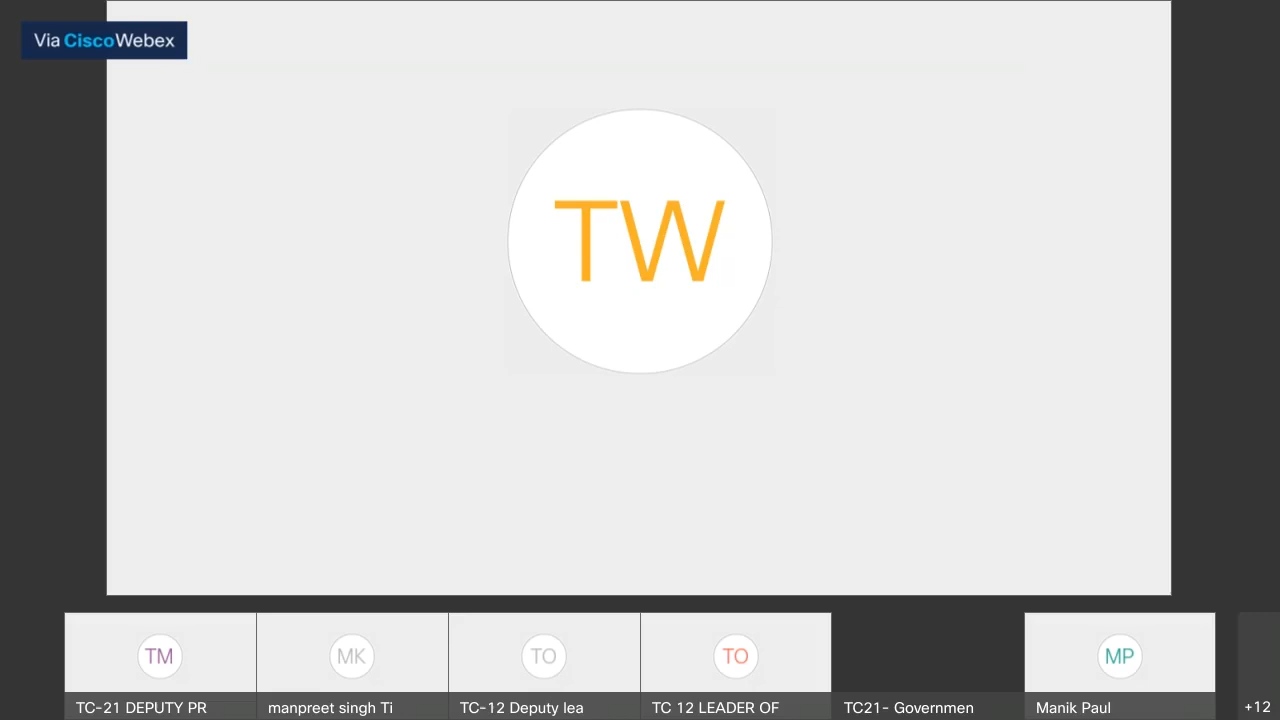 Via CiscoWebex
TW
TM
MK
TO
TO
MP
TC-21 DEPUTY PR
manpreet singh Ti
TC-12 Deputy lea
TC 12 LEADER OF
TC21- Governmen
Manik Paul
+12